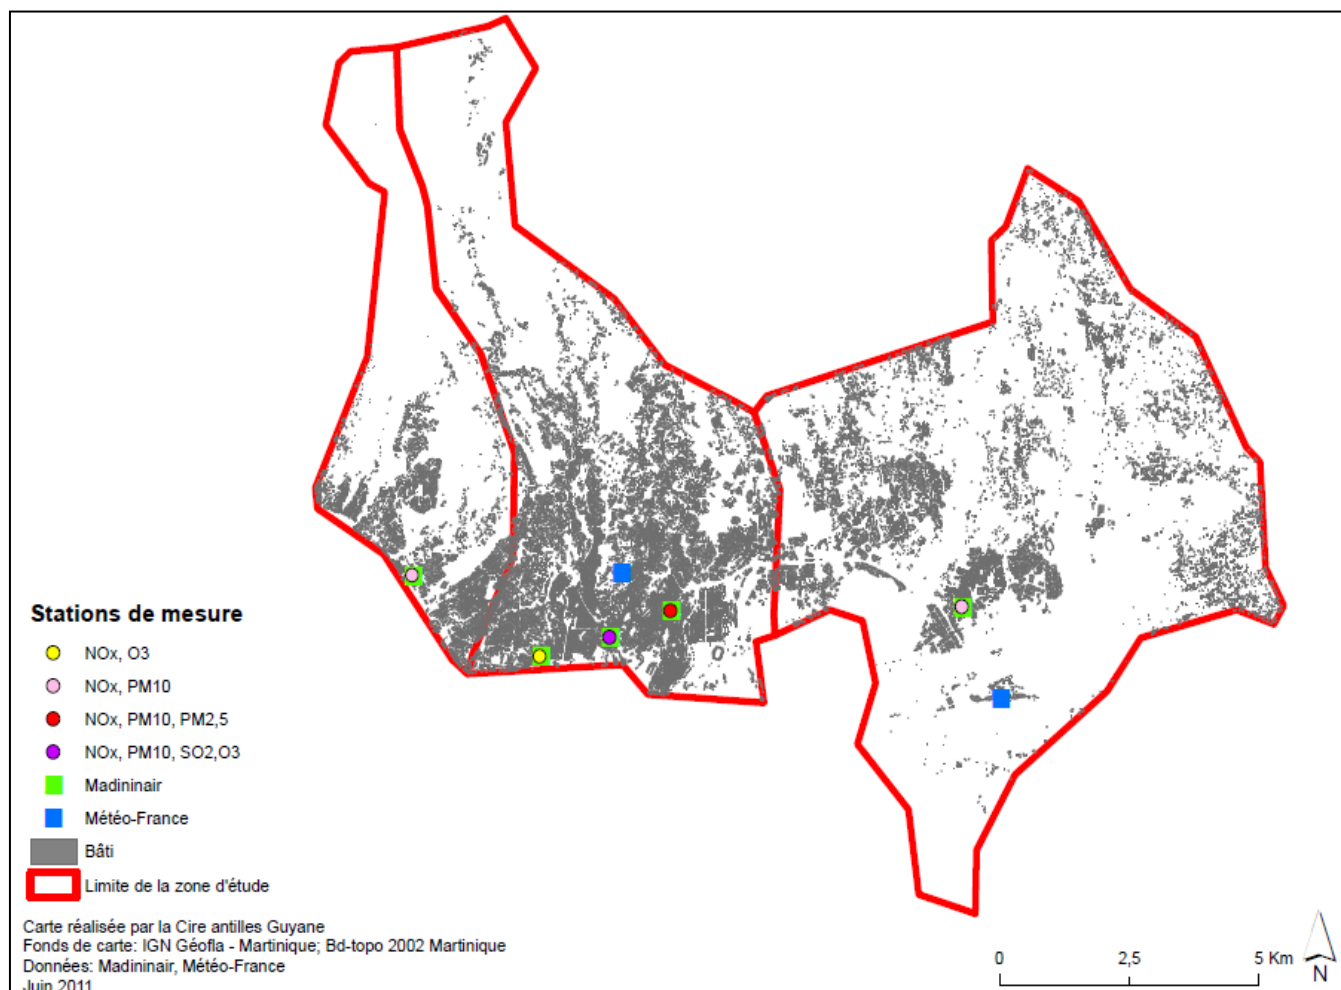 Stations de mesure
NOx, O3
NOx, PM10
NOx, PM10, PM2,5
NOx, PM10, SO2,O3
Madininair
Météo-France
Bâti
Limite de la zone d'étude
Carte réalisée par la Cire antilles Guyane
Fonds de carte: IGN Géofla - Martinique; Bd-topo 2002 Martinique
Données: Madininair, Météo-France
Juin 2011
0 2,5 5 Km
N